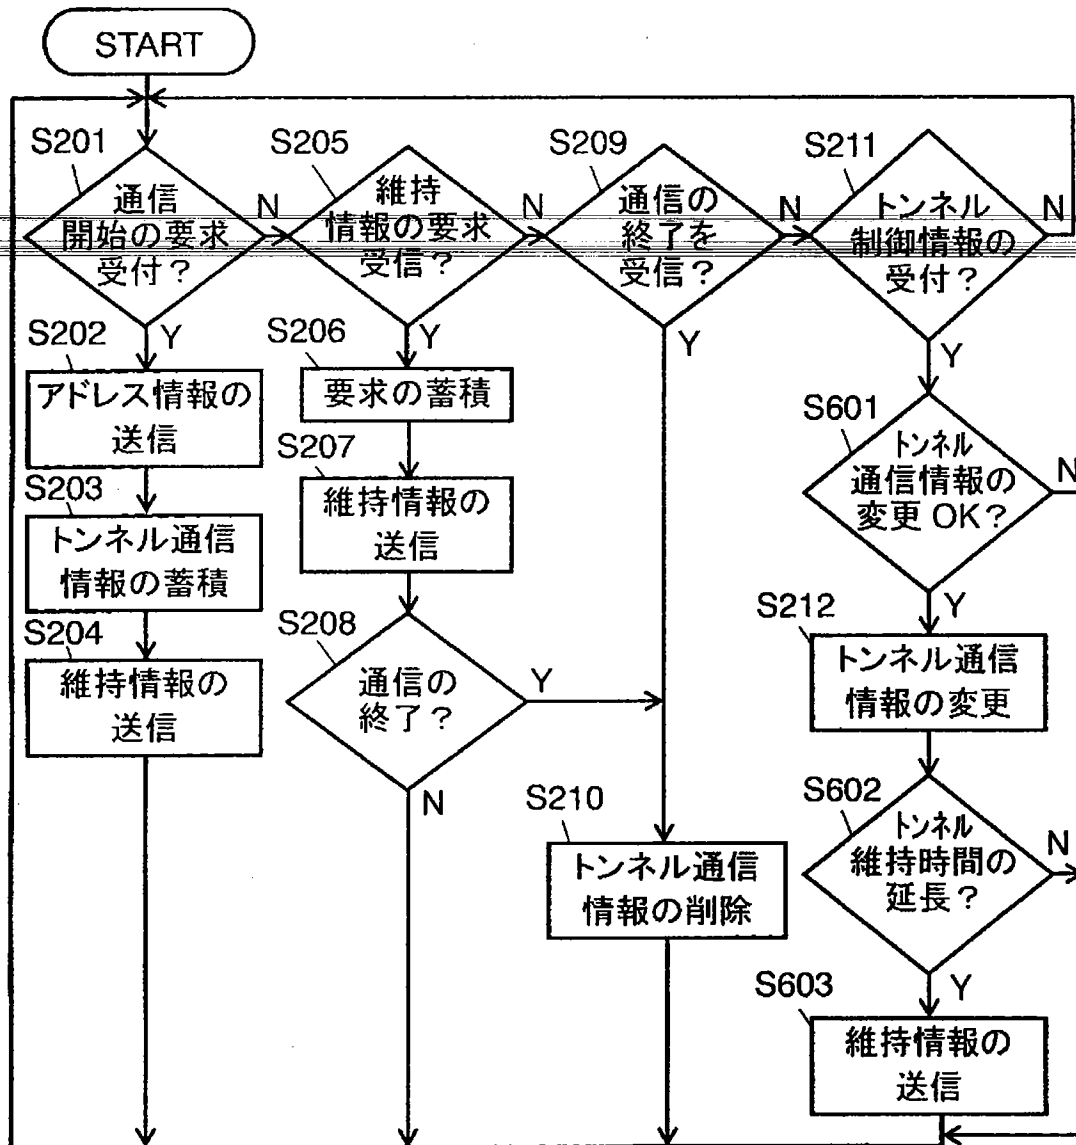 START
S201
通信
開始の要求
受付？
N
Y
S202
アドレス情報の
送信
S203
トンネル通信
情報の蓄積
S204
維持情報の
送信
S205
維持
情報の要求
受信？
N
Y
S206
要求の蓄積
S207
維持情報の
送信
S208
通信の
終了？
Y
N
S209
通信の
終了を
受信？
N
Y
S210
トンネル通信
情報の削除
S211
トンネル
制御情報の
受付？
N
Y
S601
トンネル
通信情報の
変更 OK？
N
Y
S212
トンネル通信
情報の変更
S602
トンネル
維持時間の
延長？
N
Y
S603
維持情報の
送信